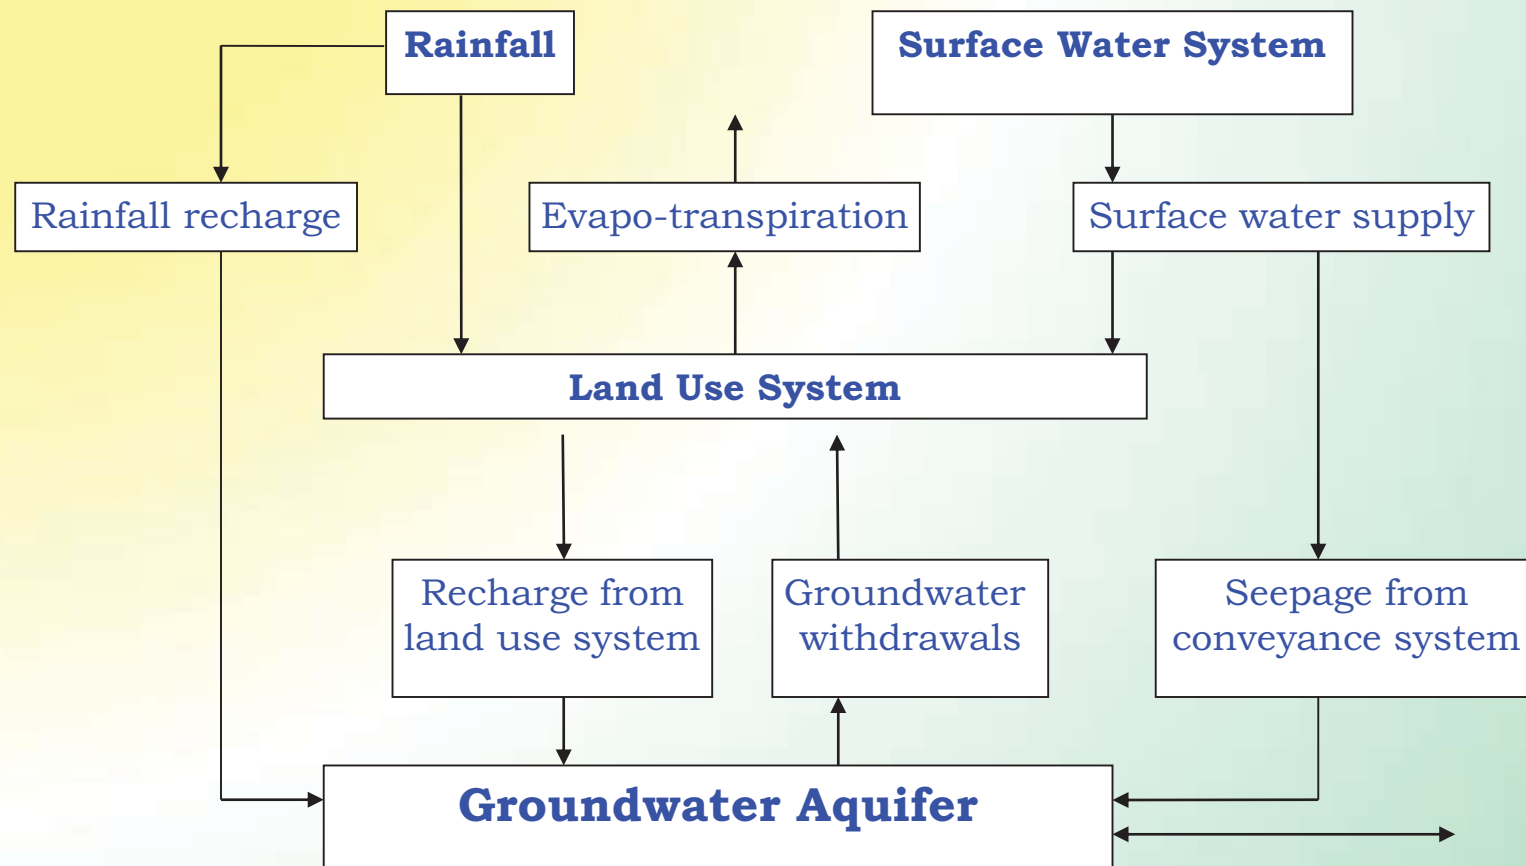 Rainfall
Surface Water System
Rainfall recharge
Evapo-transpiration
Surface water supply
Land Use System
Recharge from
land use system
Groundwater
withdrawals
Seepage from
conveyance system
Groundwater Aquifer